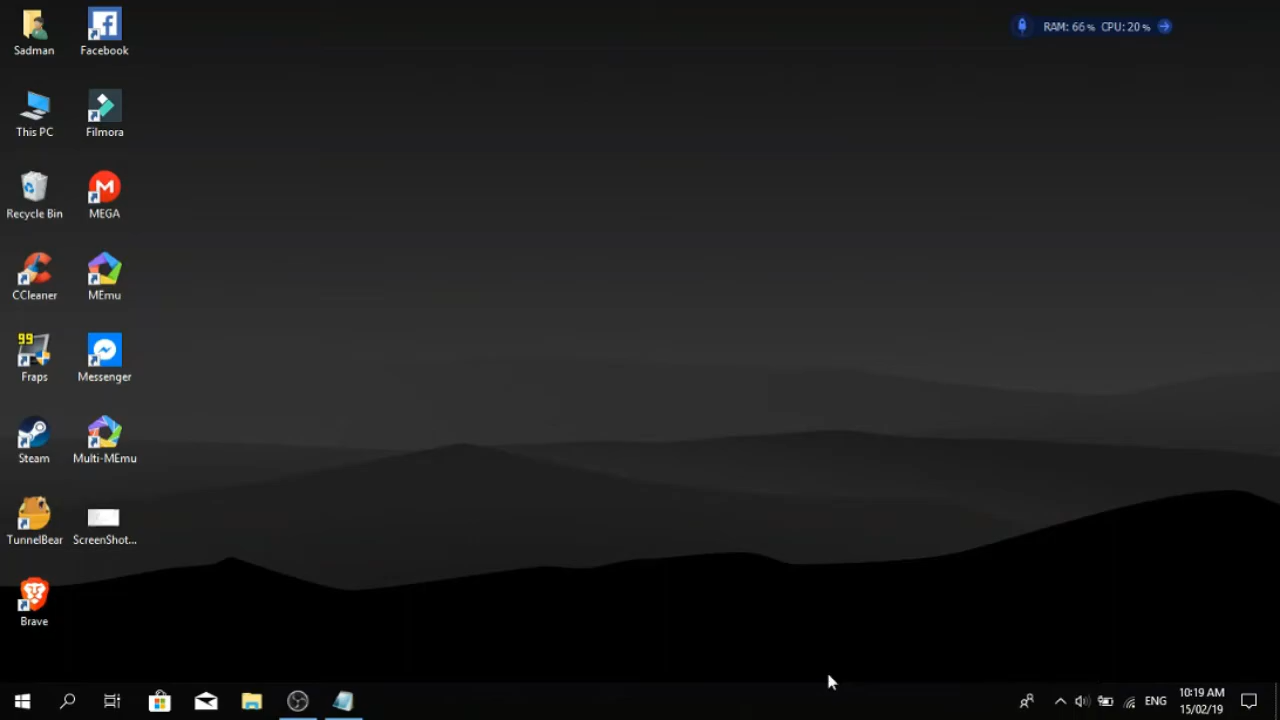 RAM: 66% CPU: 20%
Sadman
Facebook
This PC
Filmora
Recycle Bin
MEGA
CCleaner
MEmu
99
Fraps
Messenger
Steam
Multi-MEmu
TunnelBear
ScreenShot...
Brave
ENG
10:19 AM
15/02/19